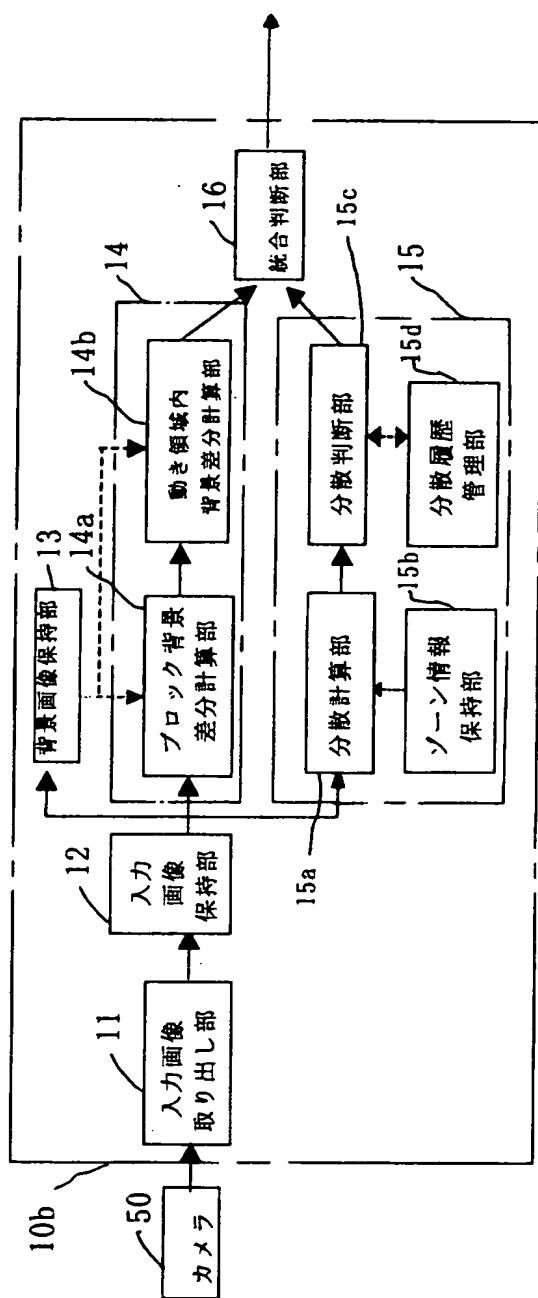 10b
50
カメラ
11
入力画像
取り出し部
12
入力
画像
保持部
13
背景画像保持部
14
14a
ブロック背景
差分計算部
14b
動き領域内
背景差分計算部
15
15a
分散計算部
15b
ゾーン情報
保持部
15c
分散判断部
15d
分散履歴
管理部
16
統合判断部